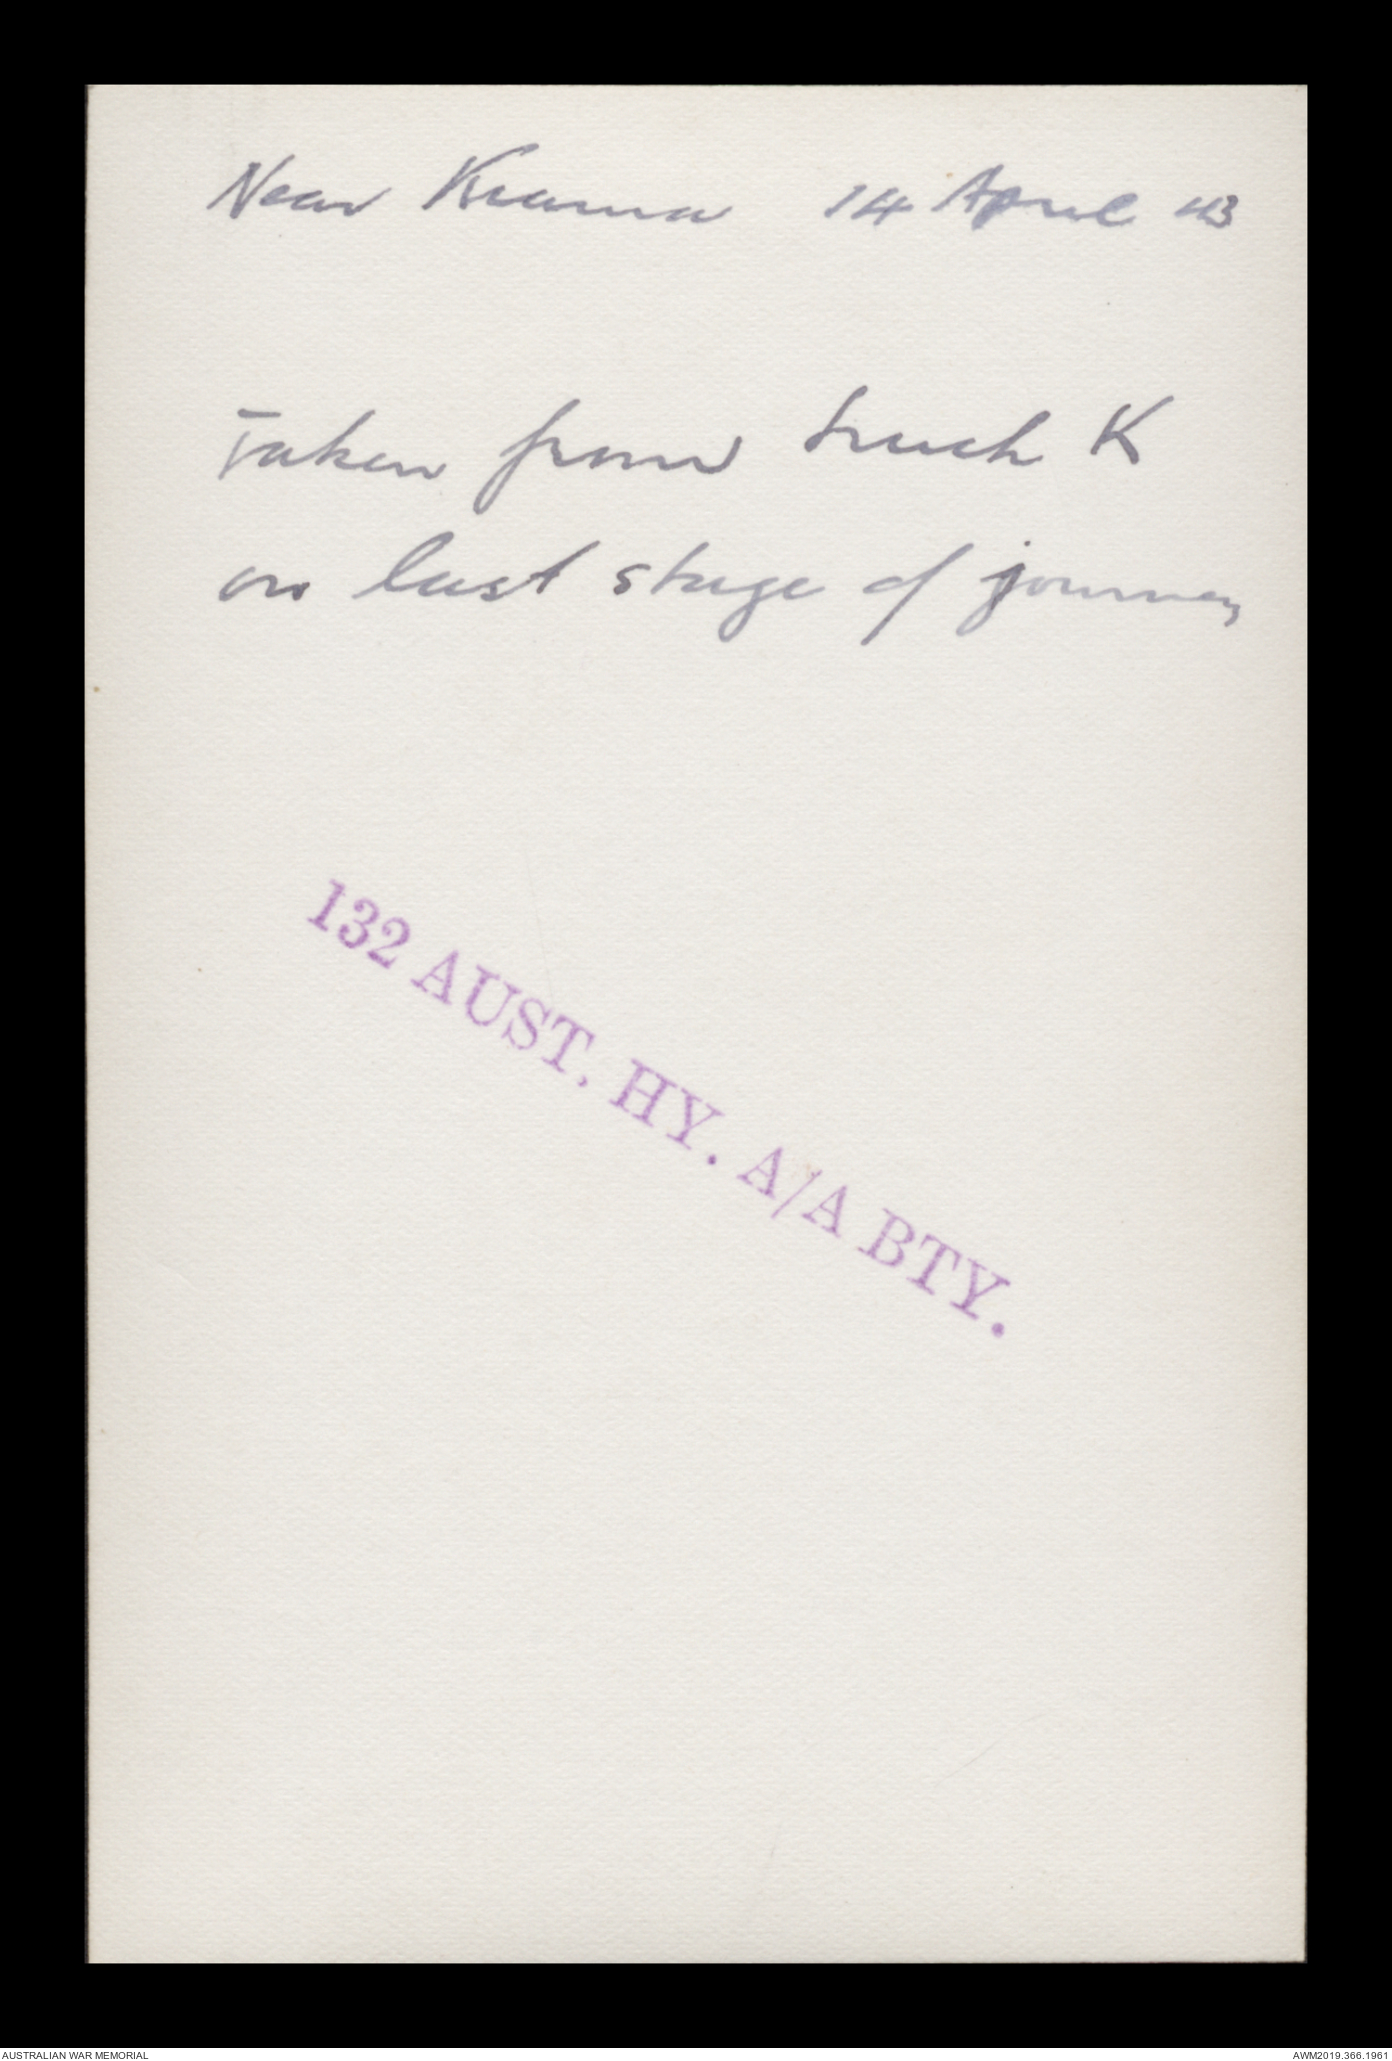 Near Kiama 14 April 43
Taken from truck K
on last stage of journey
132 AUST. HY. A/A BTY.
AUSTRALIAN WAR MEMORIAL
AWM2019.366.1961